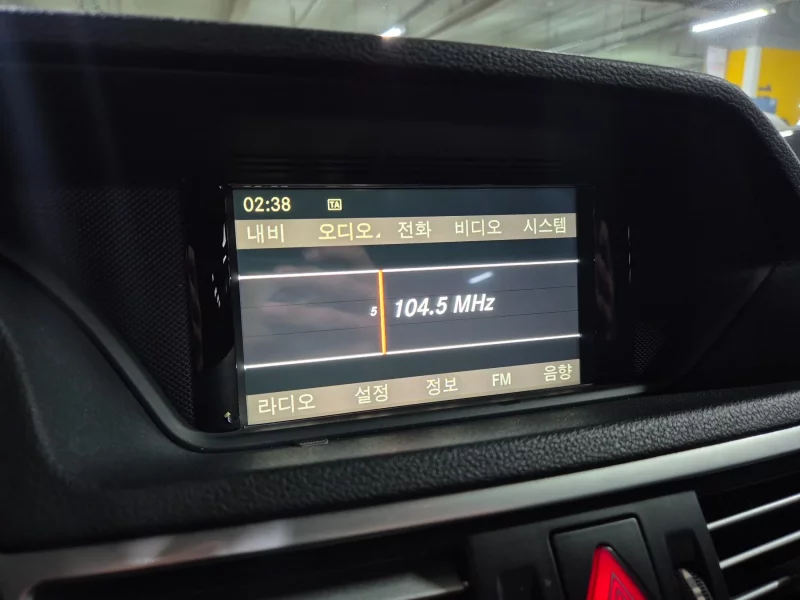 02:38 TA
내비 오디오 전화 비디오 시스템
5 104.5 MHz
라디오 설정 정보 FM 음향